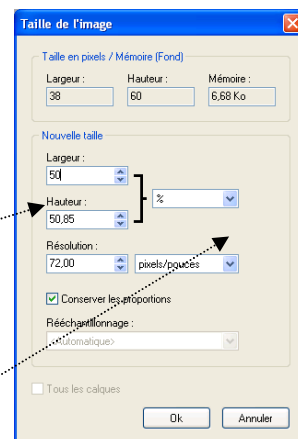 Taille de l'image
Taille en pixels / Mémoire (Fond)
Largeur : Hauteur : Mémoire :
38 60 6,68 Ko
Nouvelle taille
Largeur :
50
%
Hauteur :
50,85
Résolution :
72,00 pixels/pouces
Conserver les proportions
Rééchantillonnage :
<Automatique>
Tous les calques
Ok Annuler